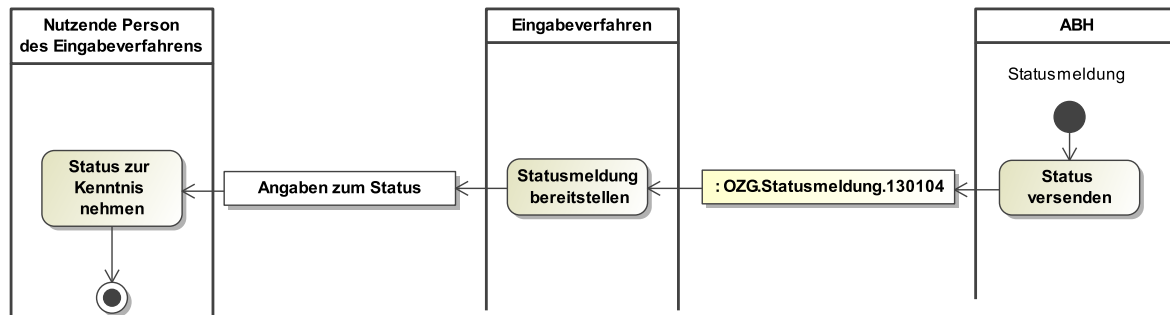 Nutzende Person
des Eingabeverfahrens
Eingabeverfahren
ABH
Statusmeldung
Status zur
Kenntnis
nehmen
Angaben zum Status
Statusmeldung
bereitstellen
: OZG.Statusmeldung.130104
Status
versenden